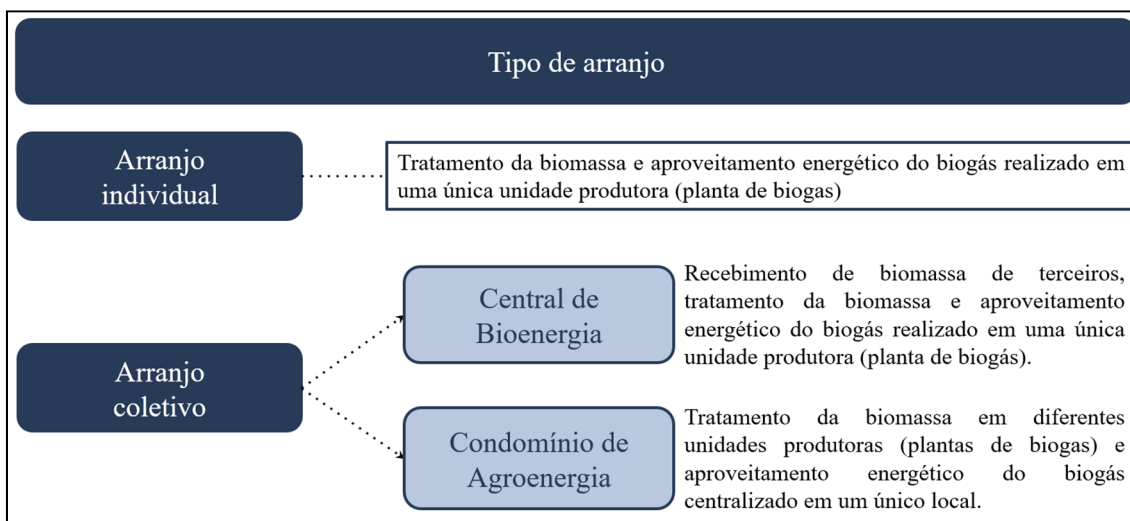 Tipo de arranjo
Arranjo
individual
Tratamento da biomassa e aproveitamento energético do biogás realizado em
uma única unidade produtora (planta de biogas)
Arranjo
coletivo
Central de
Bioenergia
Recebimento de biomassa de terceiros,
tratamento da biomassa e aproveitamento
energético do biogás realizado em uma única
unidade produtora (planta de biogás).
Condomínio de
Agroenergia
Tratamento da biomassa em diferentes
unidades produtoras (plantas de biogas) e
aproveitamento energético do biogás
centralizado em um único local.